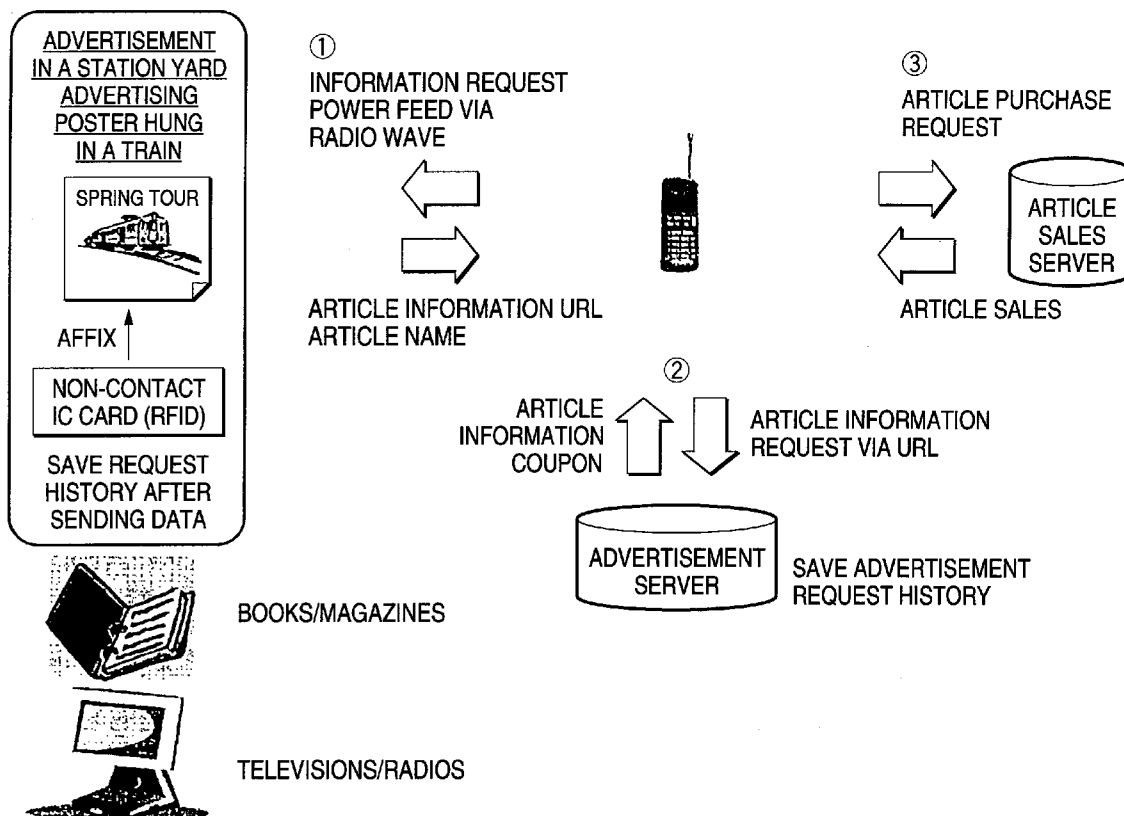 ADVERTISEMENT
IN A STATION YARD
ADVERTISING
POSTER HUNG
IN A TRAIN
SPRING TOUR
AFFIX
NON-CONTACT
IC CARD (RFID)
SAVE REQUEST
HISTORY AFTER
SENDING DATA
①
INFORMATION REQUEST
POWER FEED VIA
RADIO WAVE
ARTICLE INFORMATION URL
ARTICLE NAME
③
ARTICLE PURCHASE
REQUEST
ARTICLE
SALES
SERVER
ARTICLE SALES
②
ARTICLE
INFORMATION
COUPON
ARTICLE INFORMATION
REQUEST VIA URL
ADVERTISEMENT
SERVER
SAVE ADVERTISEMENT
REQUEST HISTORY
BOOKS/MAGAZINES
TELEVISIONS/RADIOS